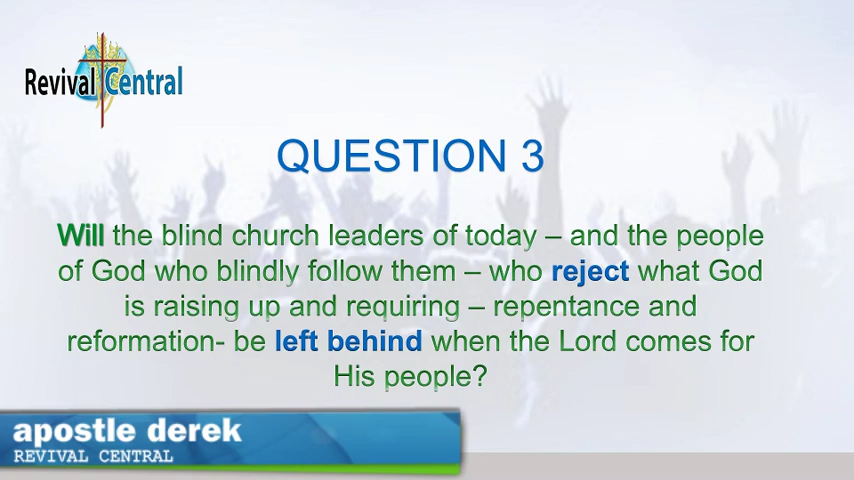 Revival Central
QUESTION 3
Will the blind church leaders of today – and the people
of God who blindly follow them – who reject what God
is raising up and requiring – repentance and
reformation- be left behind when the Lord comes for
His people?
apostle derek
REVIVAL CENTRAL